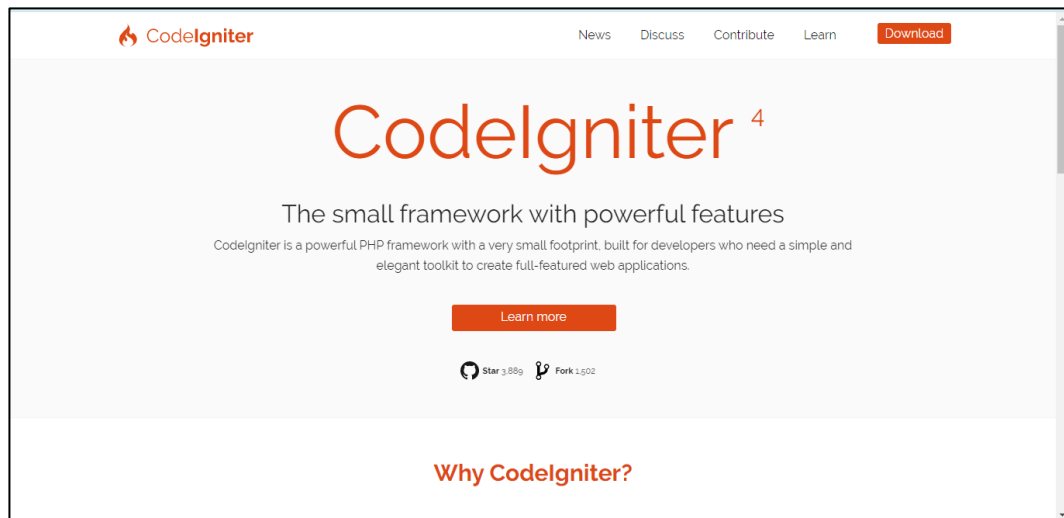 CodeIgniter
News Discuss Contribute Learn Download
CodeIgniter 4
The small framework with powerful features
CodeIgniter is a powerful PHP framework with a very small footprint, built for developers who need a simple and
elegant toolkit to create full-featured web applications.
Learn more
Star 3,889 Fork 1,502
Why CodeIgniter?